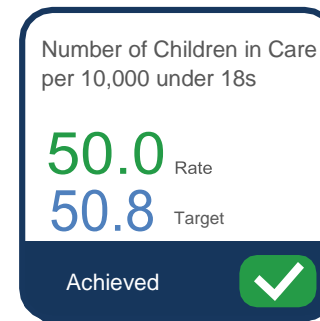 Number of Children in Care
per 10,000 under 18s
50.0 Rate
50.8 Target
Achieved